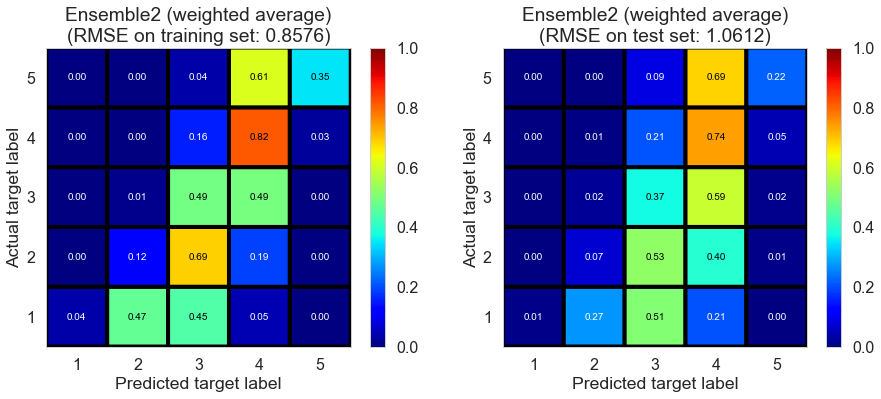 Ensemble2 (weighted average)
(RMSE on training set: 0.8576)
Actual target label
5 0.00 0.00 0.04 0.61 0.35
4 0.00 0.00 0.16 0.82 0.03
3 0.00 0.01 0.49 0.49 0.00
2 0.00 0.12 0.69 0.19 0.00
1 0.04 0.47 0.45 0.05 0.00
1 2 3 4 5
Predicted target label
1.0
0.8
0.6
0.4
0.2
0.0
Ensemble2 (weighted average)
(RMSE on test set: 1.0612)
Actual target label
5 0.00 0.00 0.09 0.69 0.22
4 0.00 0.01 0.21 0.74 0.05
3 0.00 0.02 0.37 0.59 0.02
2 0.00 0.07 0.53 0.40 0.01
1 0.01 0.27 0.51 0.21 0.00
1 2 3 4 5
Predicted target label
1.0
0.8
0.6
0.4
0.2
0.0